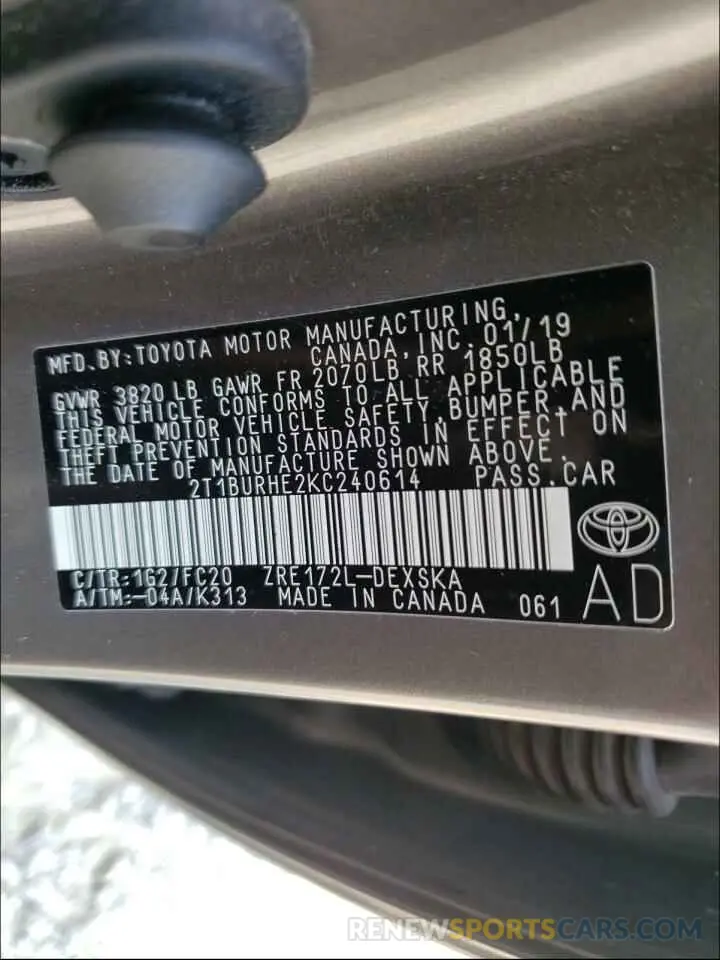 MFD.BY:TOYOTA MOTOR MANUFACTURING,
CANADA, INC. 01/19
GVWR 3820 LB GAWR FR 2070LB RR 1850LB
THIS VEHICLE CONFORMS TO ALL APPLICABLE
FEDERAL MOTOR VEHICLE SAFETY, BUMPER, AND
THEFT PREVENTION STANDARDS IN EFFECT ON
THE DATE OF MANUFACTURE SHOWN ABOVE.
2T1BURHE2KC240614 PASS.CAR
C/TR:1G2/FC20 ZRE172L-DEXSKA
A/TM:-04A/K313 MADE IN CANADA 061
AD
RENEWSPORTSCARS.COM